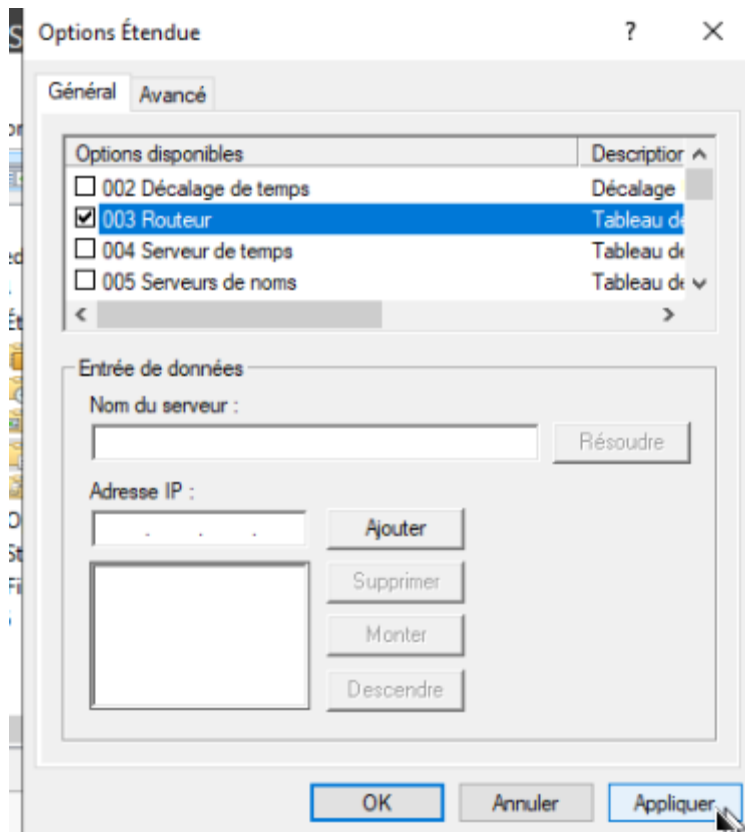 Options Étendue
Général Avancé
Options disponibles Description
002 Décalage de temps Décalage
003 Routeur Tableau de
004 Serveur de temps Tableau de
005 Serveurs de noms Tableau de
Entrée de données
Nom du serveur :
Résoudre
Adresse IP :
. . . Ajouter
Supprimer
Monter
Descendre
OK Annuler Appliquer